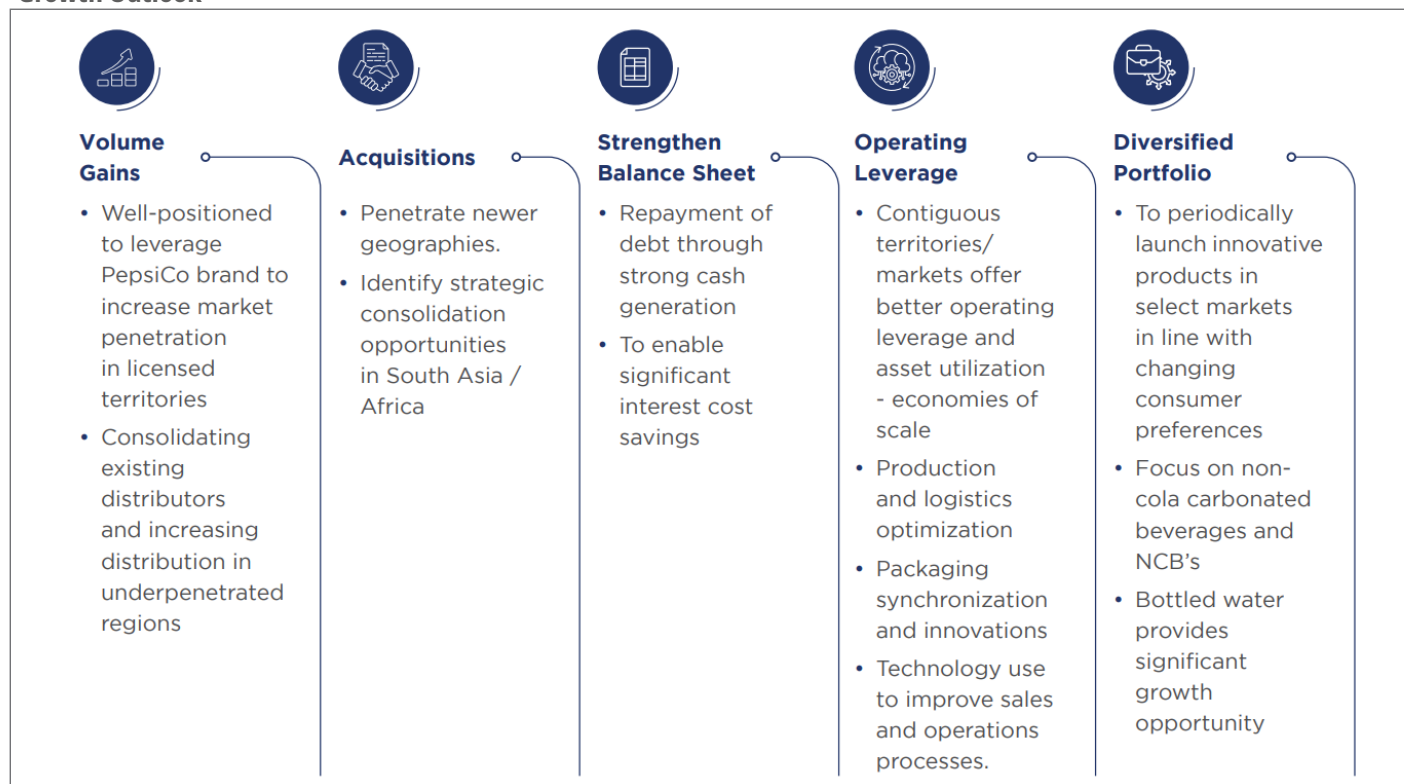 Growth Outlook
Volume
Gains
• Well-positioned
to leverage
PepsiCo brand to
increase market
penetration
in licensed
territories
• Consolidating
existing
distributors
and increasing
distribution in
underpenetrated
regions
Acquisitions
• Penetrate newer
geographies.
• Identify strategic
consolidation
opportunities
in South Asia /
Africa
Strengthen
Balance Sheet
• Repayment of
debt through
strong cash
generation
• To enable
significant
interest cost
savings
Operating
Leverage
• Contiguous
territories/
markets offer
better operating
leverage and
asset utilization
- economies of
scale
• Production
and logistics
optimization
• Packaging
synchronization
and innovations
• Technology use
to improve sales
and operations
processes.
Diversified
Portfolio
• To periodically
launch innovative
products in
select markets
in line with
changing
consumer
preferences
• Focus on non-
cola carbonated
beverages and
NCB’s
• Bottled water
provides
significant
growth
opportunity